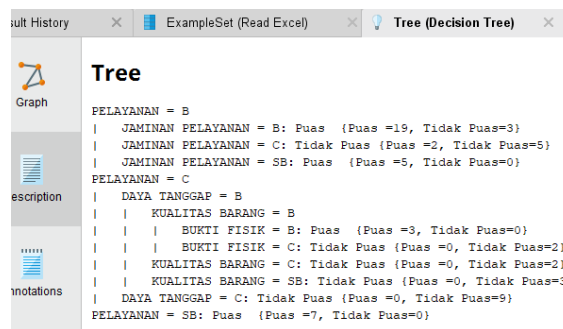 sult History ExampleSet (Read Excel) Tree (Decision Tree)
Tree
Graph
PELAYANAN = B
|   JAMINAN PELAYANAN = B: Puas  {Puas =19, Tidak Puas=3}
|   JAMINAN PELAYANAN = C: Tidak Puas {Puas =2, Tidak Puas=5}
|   JAMINAN PELAYANAN = SB: Puas  {Puas =5, Tidak Puas=0}
PELAYANAN = C
|   DAYA TANGGAP = B
|   |   KUALITAS BARANG = B
|   |   |   BUKTI FISIK = B: Puas  {Puas =3, Tidak Puas=0}
|   |   |   BUKTI FISIK = C: Tidak Puas {Puas =0, Tidak Puas=2}
|   |   KUALITAS BARANG = C: Tidak Puas {Puas =0, Tidak Puas=2}
|   |   KUALITAS BARANG = SB: Tidak Puas {Puas =0, Tidak Puas=3
|   DAYA TANGGAP = C: Tidak Puas {Puas =0, Tidak Puas=9}
PELAYANAN = SB: Puas  {Puas =7, Tidak Puas=0}
escription
nnotations